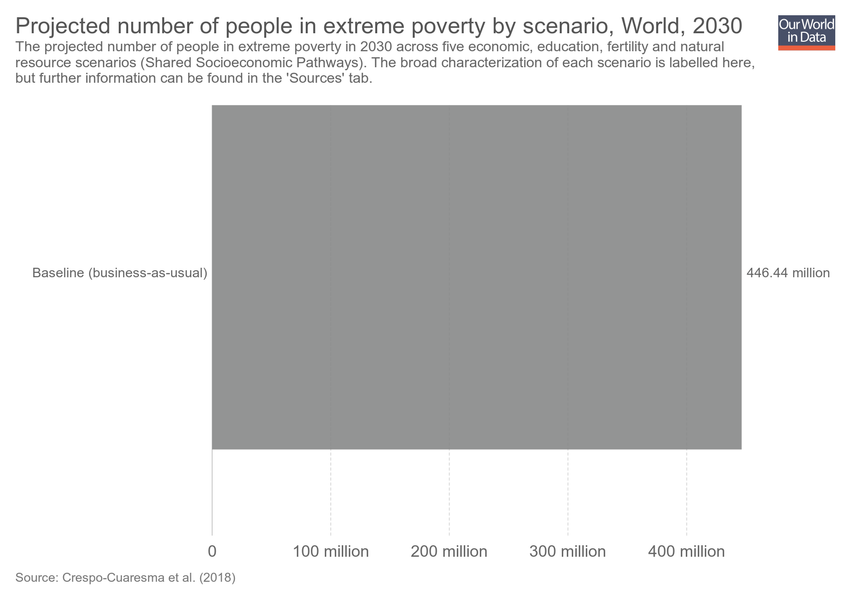 Projected number of people in extreme poverty by scenario, World, 2030
Our World
in Data
The projected number of people in extreme poverty in 2030 across five economic, education, fertility and natural
resource scenarios (Shared Socioeconomic Pathways). The broad characterization of each scenario is labelled here,
but further information can be found in the 'Sources' tab.
Baseline (business-as-usual)
446.44 million
0
100 million
200 million
300 million
400 million
Source: Crespo-Cuaresma et al. (2018)